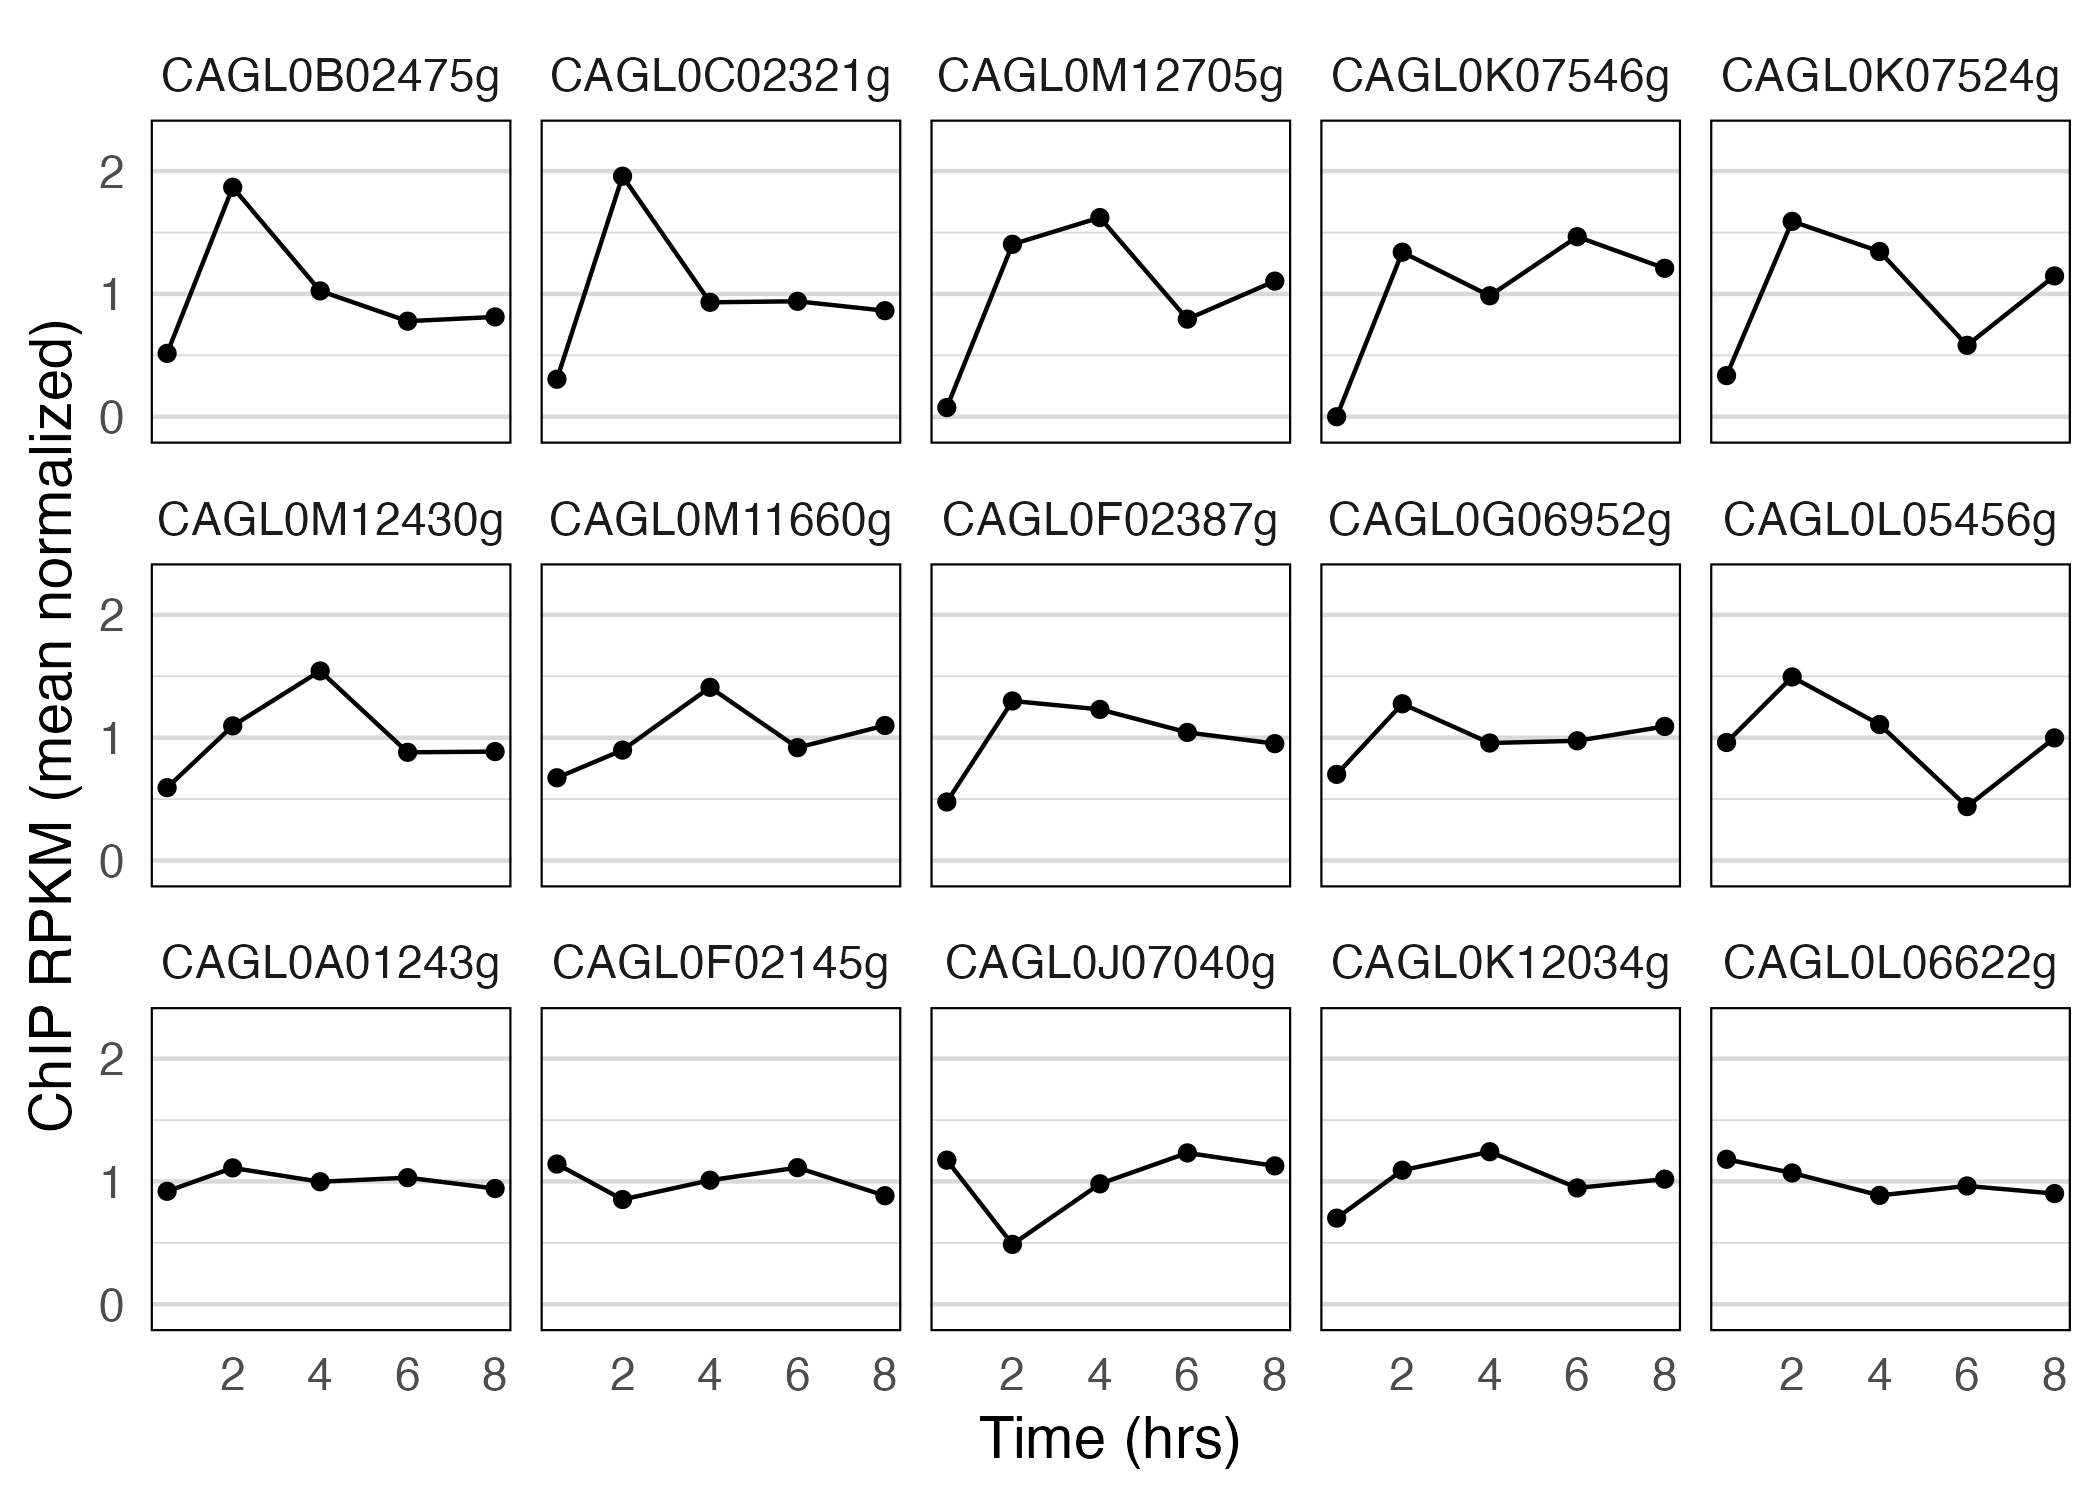 CAGL0B02475g CAGL0C02321g CAGL0M12705g CAGL0K07546g CAGL0K07524g
2
1
0
CAGL0M12430g CAGL0M11660g CAGL0F02387g CAGL0G06952g CAGL0L05456g
2
1
0
CAGL0A01243g CAGL0F02145g CAGL0J07040g CAGL0K12034g CAGL0L06622g
2
1
0
2 4 6 8 2 4 6 8 2 4 6 8 2 4 6 8 2 4 6 8
Time (hrs)
ChIP RPKM (mean normalized)